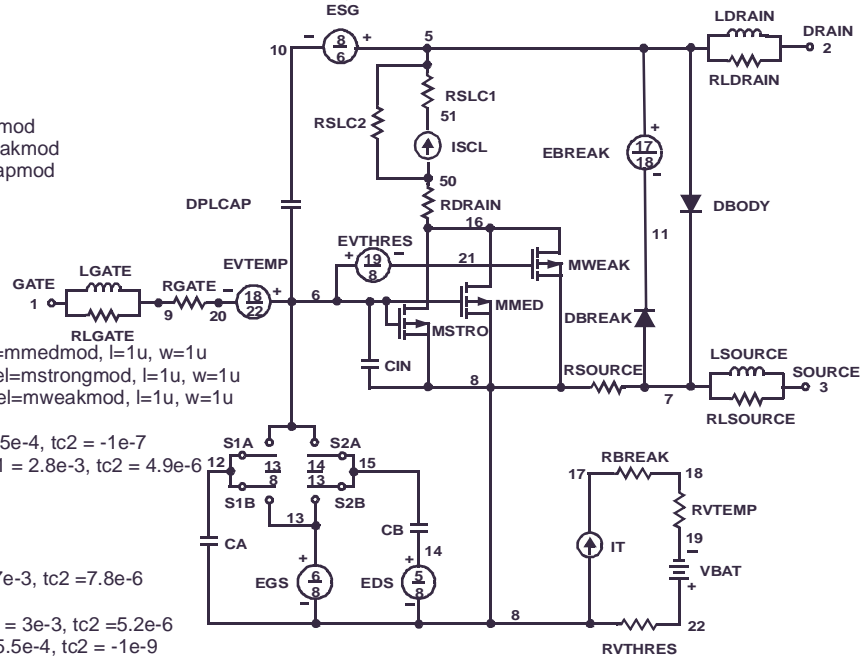 ESG
LDRAIN
DRAIN
2
10
8
6
5
RLDRAIN
RSLC1
51
RSLC2
ISCL
50
RDRAIN
16
EBREAK
17
18
11
DBODY
DPLCAP
mod
akmod
apmod
EVTHRES
19
8
21
MWEAK
GATE
1
LGATE
RLGATE
9
RGATE
20
EVTEMP
18
22
6
MMED
MSTRO
DBREAK
CIN
8
RSOURCE
7
LSOURCE
SOURCE
3
RLSOURCE
=mmedmod, l=1u, w=1u
el=mstrongmod, l=1u, w=1u
el=mweakmod, l=1u, w=1u
5e-4, tc2 = -1e-7
1 = 2.8e-3, tc2 = 4.9e-6
S1A
S2A
12
13
8
14
13
15
S1B
S2B
13
CA
CB
14
EGS
6
8
EDS
5
8
8
RBREAK
17
18
RVTEMP
19
IT
VBAT
22
RVTHRES
7e-3, tc2 =7.8e-6
= 3e-3, tc2 =5.2e-6
5.5e-4, tc2 = -1e-9